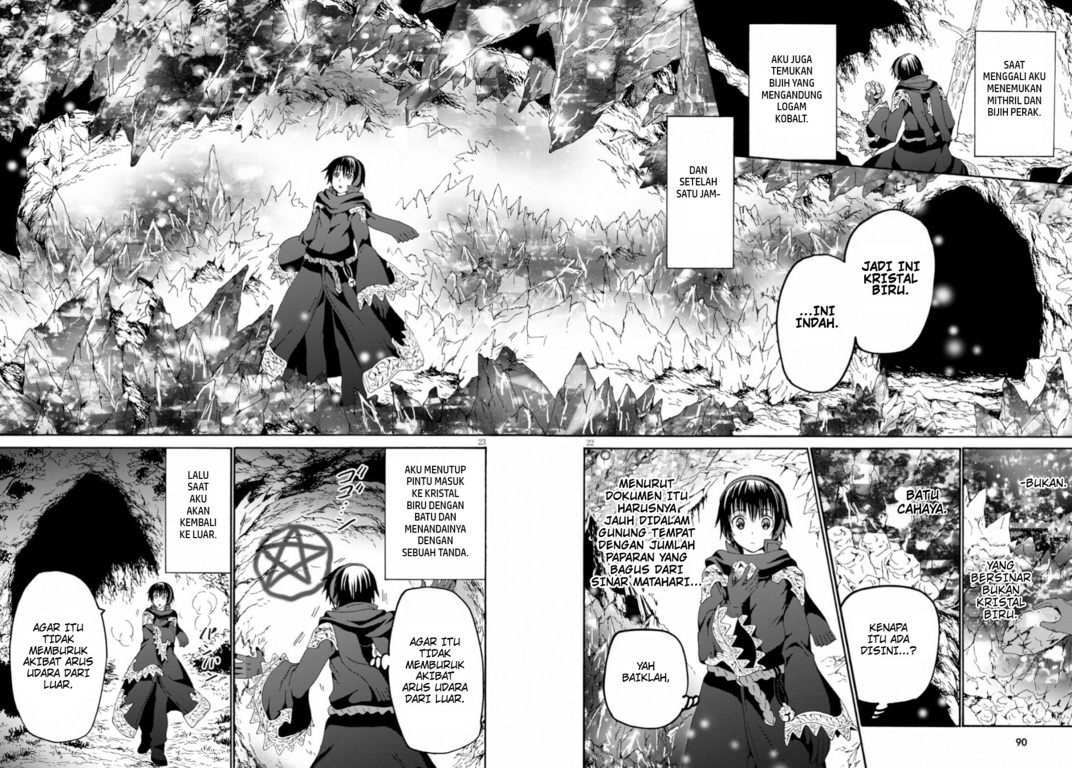 SAAT
MENGGALI AKU
MENEMUKAN
MITHRIL DAN
BIJIH PERAK.
AKU JUGA
TEMUKAN
BIJIH YANG
MENGANDUNG
LOGAM
KOBALT.
DAN
SETELAH
SATU JAM-
JADI INI
KRISTAL
BIRU.
...INI
INDAH.
-BUKAN.
YANG
BERSINAR
BUKAN
KRISTAL
BIRU.
BATU
CAHAYA.
KENAPA
ITU ADA
DISINI...?
MENURUT
DOKUMEN ITU
HARUSNYA
JAUH DIDALAM
GUNUNG TEMPAT
DENGAN JUMLAH
PAPARAN YANG
BAGUS DARI
SINAR MATAHARI...
YAH
BAIKLAH,
90
22
23
AKU MENUTUP
PINTU MASUK
KE KRISTAL
BIRU DENGAN
BATU DAN
MENANDAINYA
DENGAN
SEBUAH TANDA.
ゴゴゴ…
AGAR ITU
TIDAK
MEMBURUK
AKIBAT
ARUS UDARA
DARI LUAR.
LALU
SAAT
AKU
AKAN
KEMBALI
KE LUAR.
AGAR ITU
TIDAK
MEMBURUK
AKIBAT ARUS
UDARA DARI
LUAR.